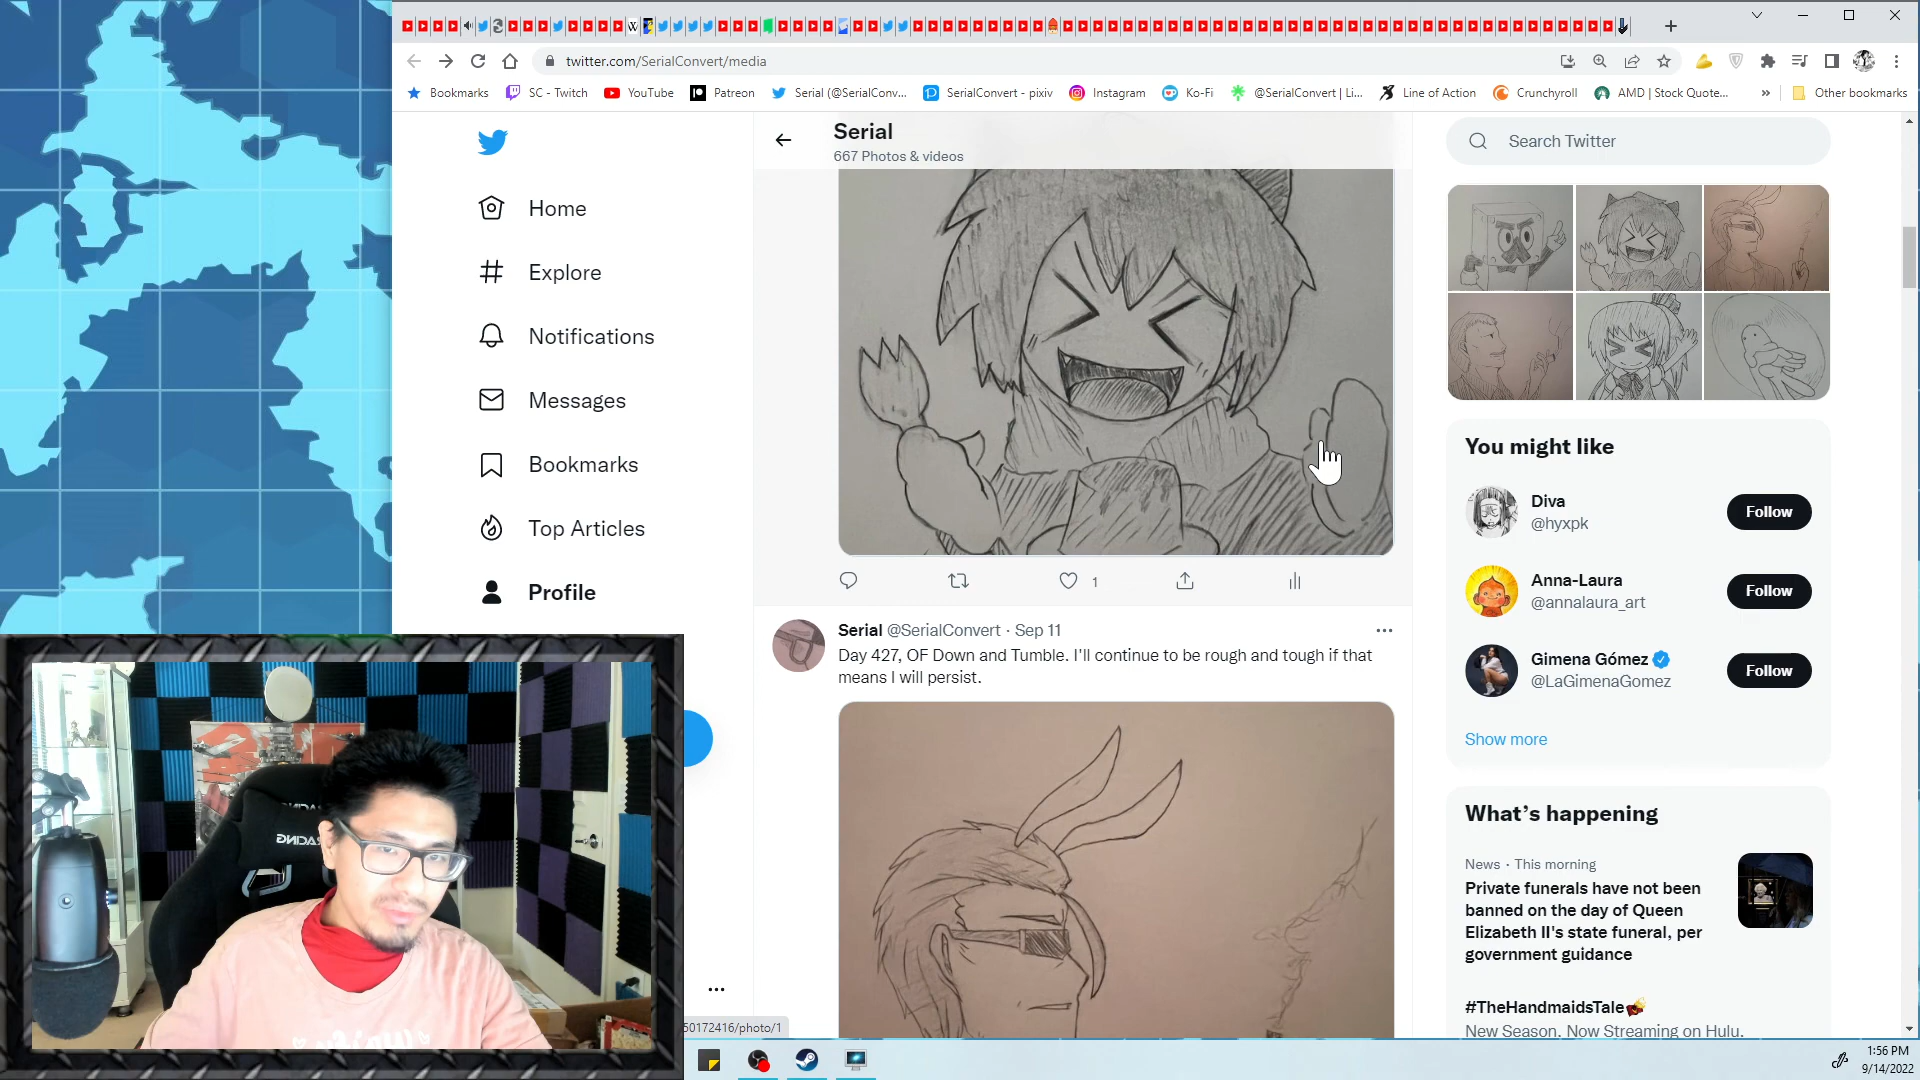 twitter.com/SerialConvert/media
Bookmarks
SC - Twitch
YouTube
Patreon
Serial (@SerialConv...
SerialConvert - pixiv
Instagram
Ko-Fi
@SerialConvert | Li...
Line of Action
Crunchyroll
AMD | Stock Quote...
»
Other bookmarks
Home
Explore
Notifications
Messages
Bookmarks
Top Articles
Profile
Serial
667 Photos & videos
1
Serial @SerialConvert · Sep 11
Day 427, OF Down and Tumble. I'll continue to be rough and tough if that
means I will persist.
Search Twitter
You might like
Diva
@hyxpk
Follow
Anna-Laura
@annalaura_art
Follow
Gimena Gómez
@LaGimenaGomez
Follow
Show more
What's happening
News · This morning
Private funerals have not been
banned on the day of Queen
Elizabeth II's state funeral, per
government guidance
#TheHandmaidsTale
New Season. Now Streaming on Hulu.
50172416/photo/1
1:56 PM
9/14/2022